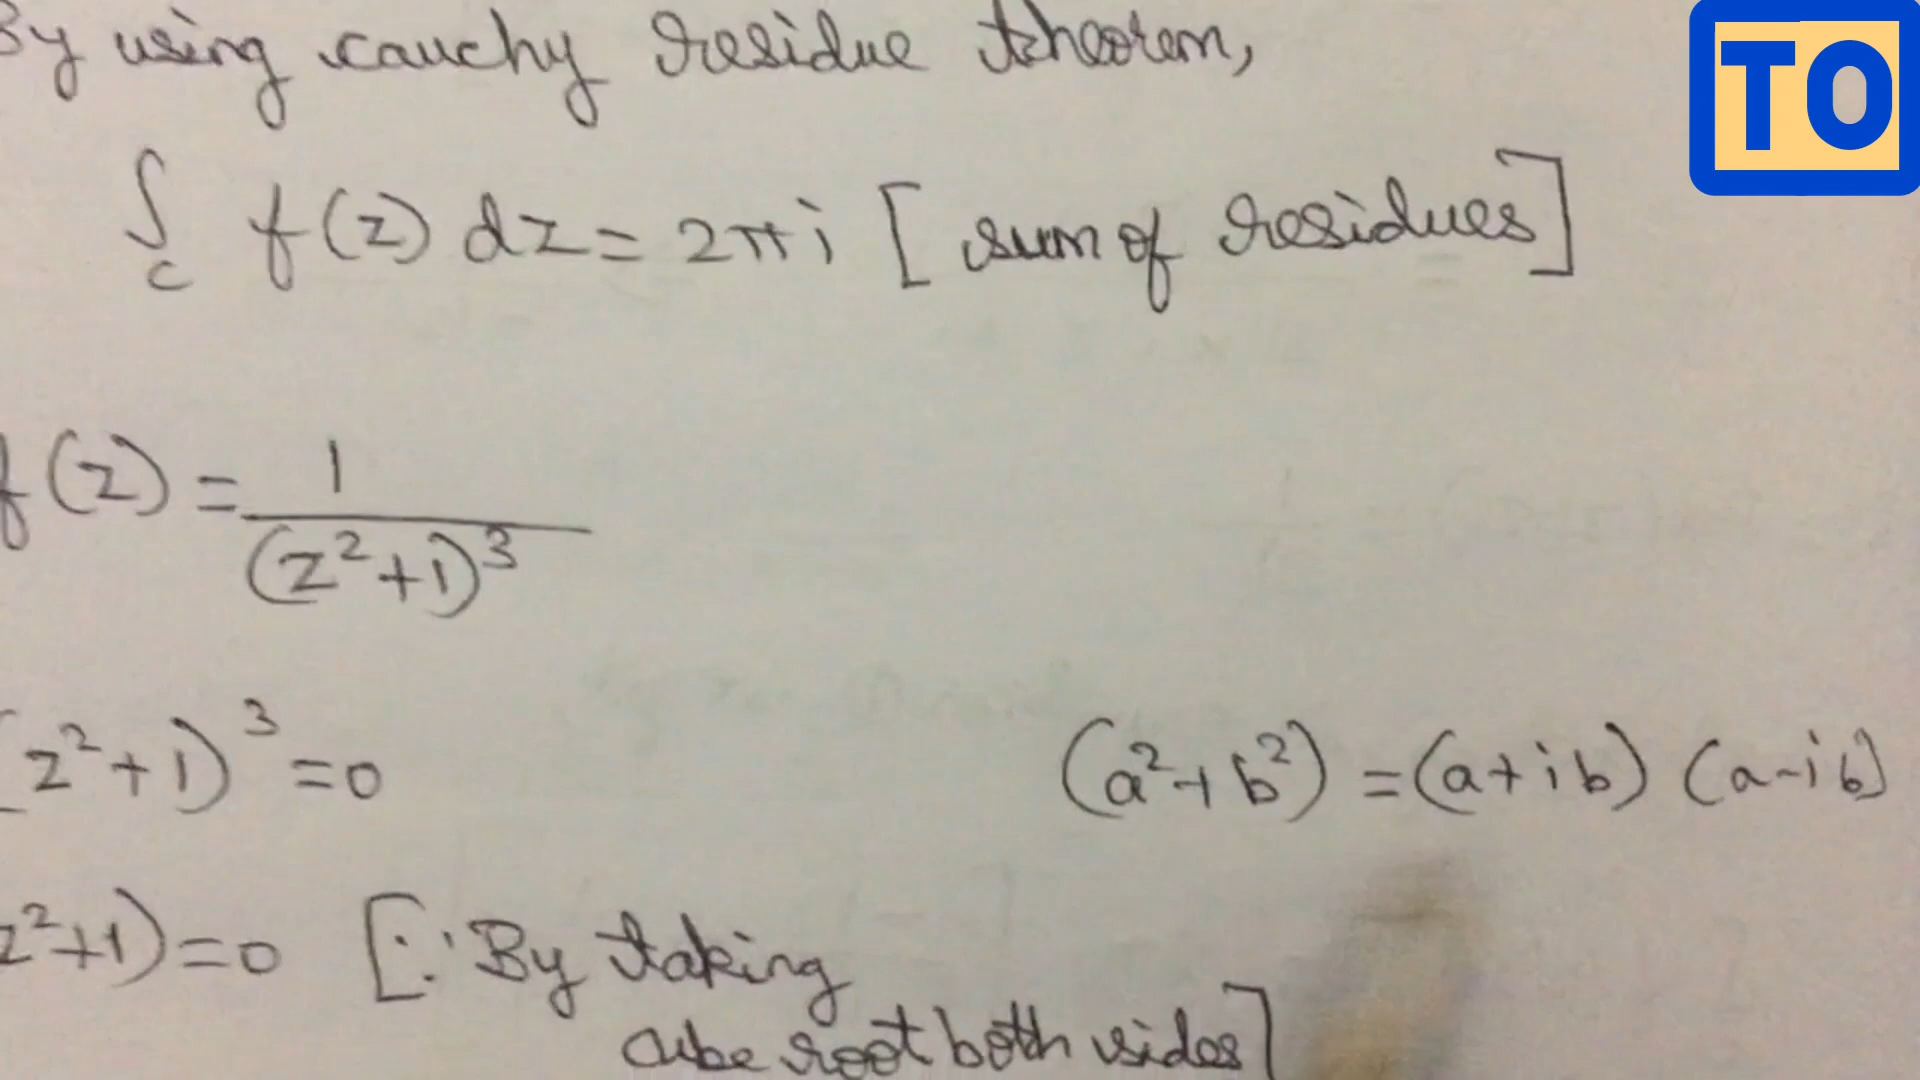 By using cauchy residue theorem,
TO
∫_c f(z) dz = 2πi [sum of residues]
f(z) = 1/(z²+1)³
(z²+1)³ = 0
(a²+b²) = (a+ib) (a-ib)
z²+1) = 0 [∵ By taking
cube root both sides]